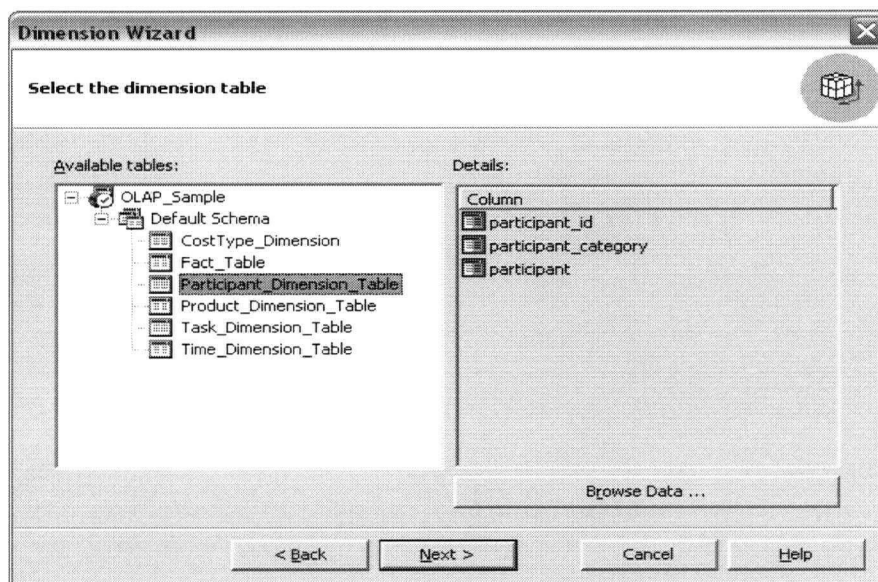 Dimension Wizard
Select the dimension table
Available tables:
OLAP_Sample
Default Schema
CostType_Dimension
Fact_Table
Participant_Dimension_Table
Product_Dimension_Table
Task_Dimension_Table
Time_Dimension_Table
Details:
Column
participant_id
participant_category
participant
Browse Data ...
< Back
Next >
Cancel
Help